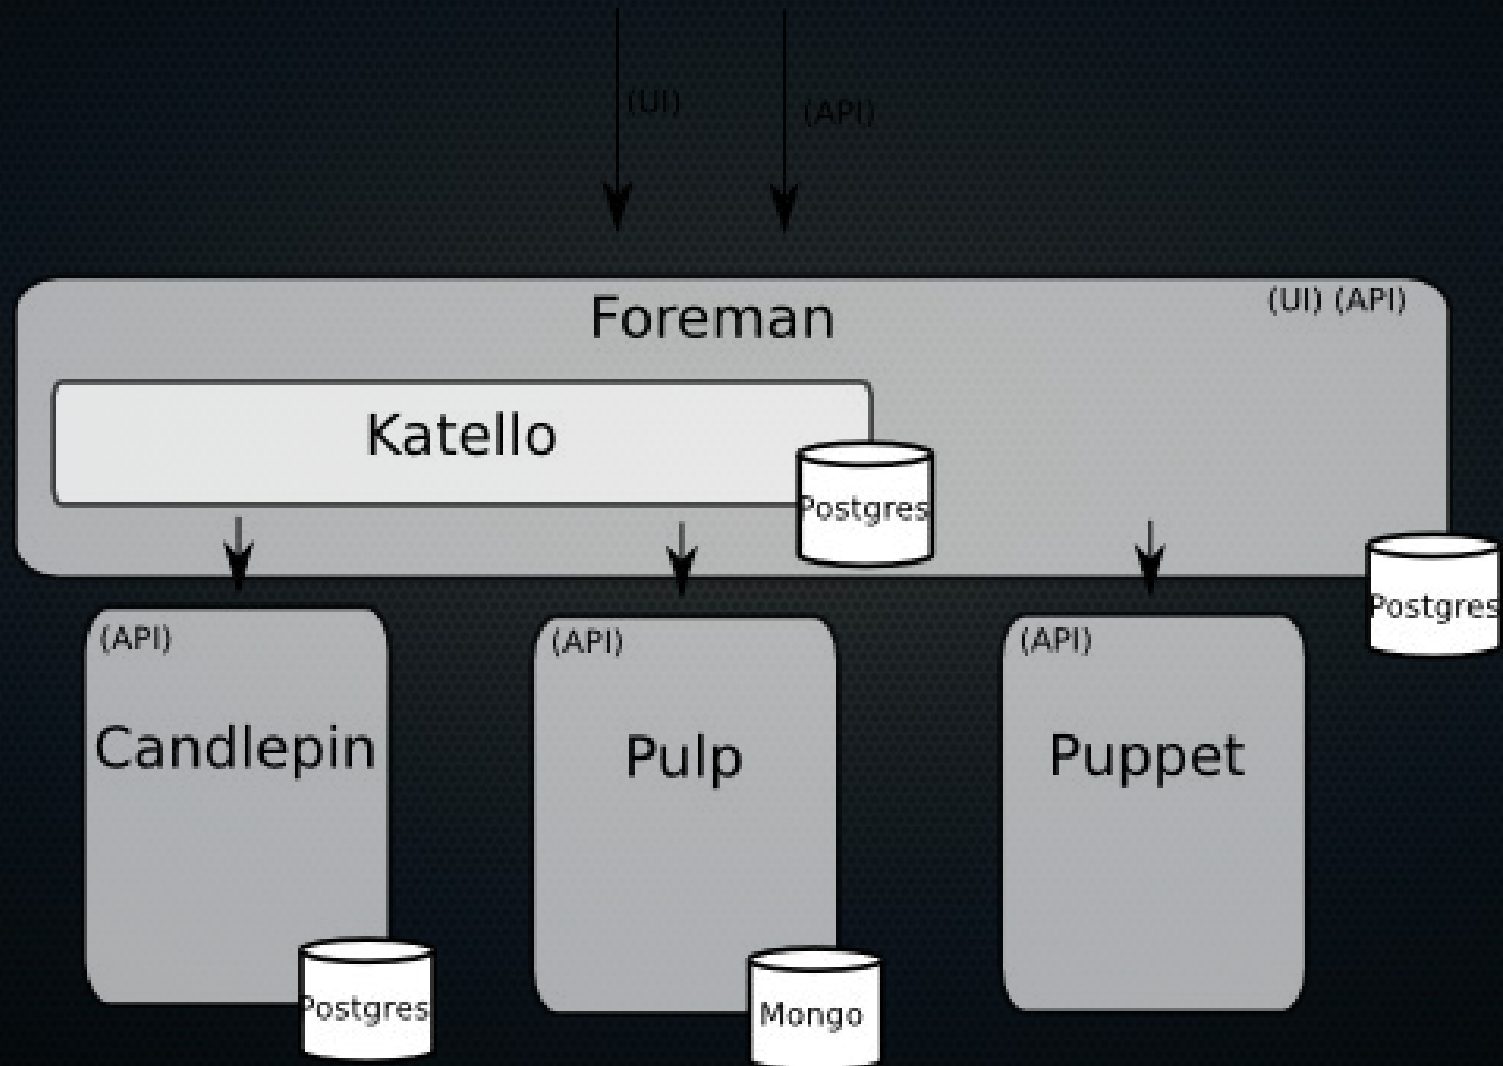 (UI)
(API)
Foreman
(UI) (API)
Katello
Postgres
Postgres
(API)
(API)
(API)
Candlepin
Pulp
Puppet
Postgres
Mongo